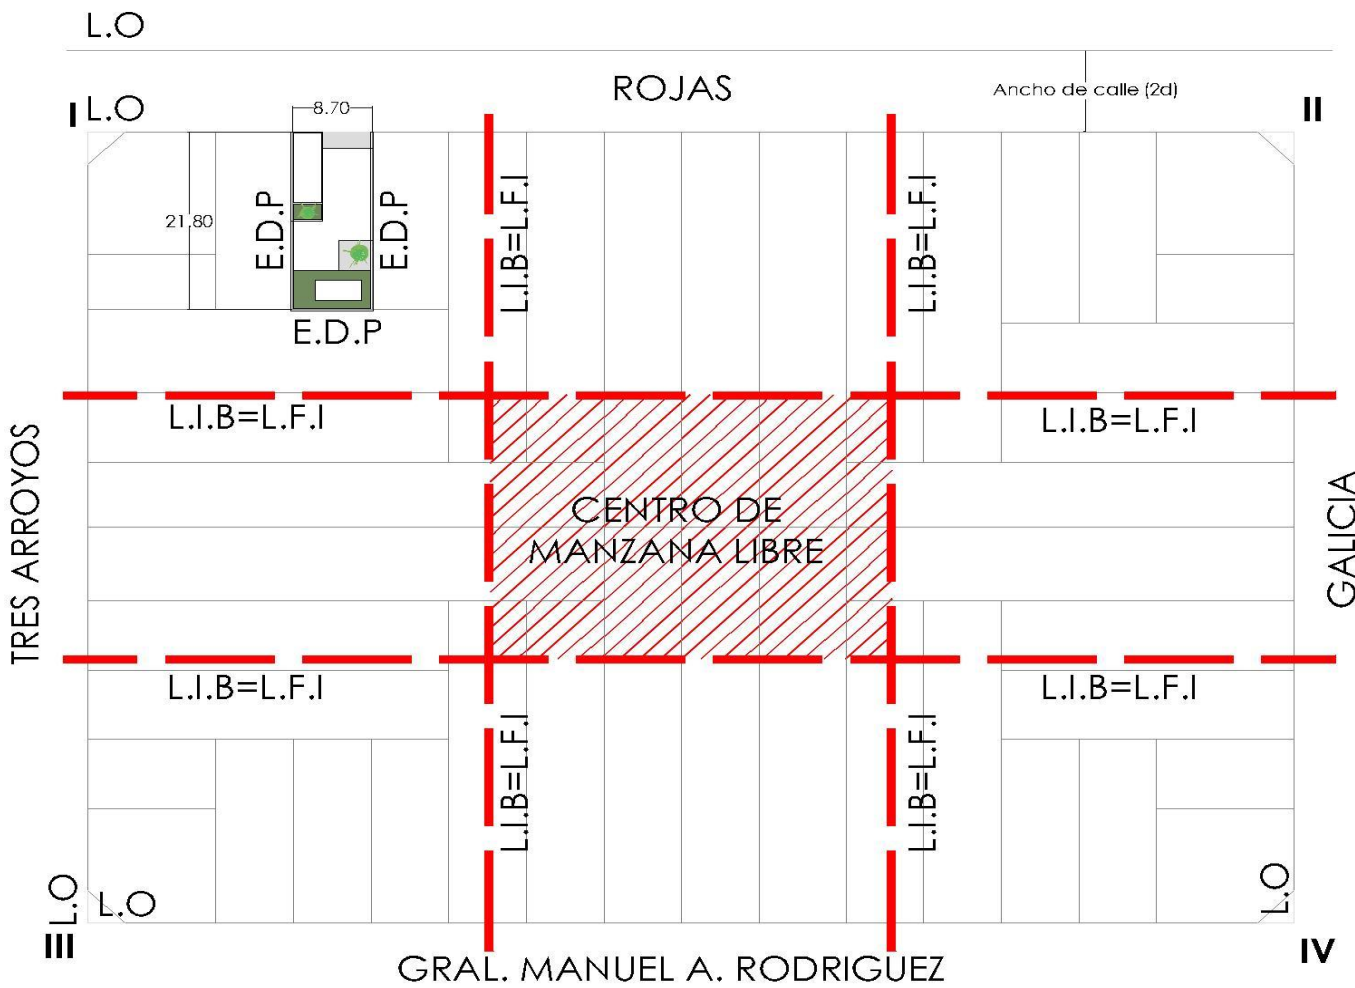 L.O
ROJAS
Ancho de calle (2d)
I
L.O
II
8.70
21.80
E.D.P
E.D.P
E.D.P
L.I.B=L.F.I
L.I.B=L.F.I
L.I.B=L.F.I
L.I.B=L.F.I
TRES ARROYOS
CENTRO DE
MANZANA LIBRE
GALICIA
L.I.B=L.F.I
L.I.B=L.F.I
L.I.B=L.F.I
L.I.B=L.F.I
L.O
L.O
L.O
III
IV
GRAL. MANUEL A. RODRIGUEZ